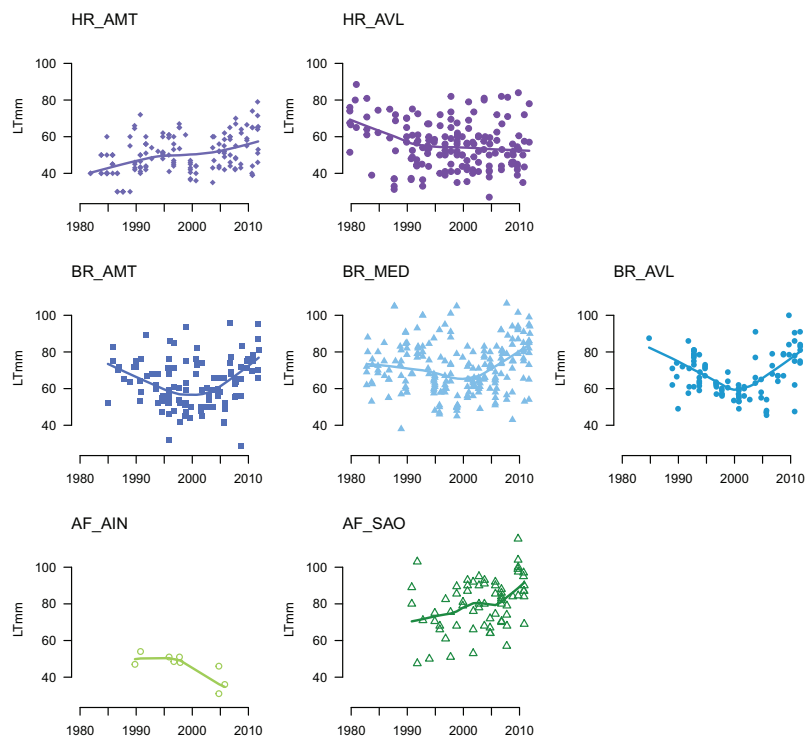 HR_AMT HR_AVL
LTmm 100 80 60 40 LTmm 100 80 60 40
1980 1990 2000 2010 1980 1990 2000 2010
BR_AMT BR_MED BR_AVL
LTmm 100 80 60 40 LTmm 100 80 60 40 LTmm 100 80 60 40
1980 1990 2000 2010 1980 1990 2000 2010 1980 1990 2000 2010
AF_AIN AF_SAO
LTmm 100 80 60 40 LTmm 100 80 60 40
1980 1990 2000 2010 1980 1990 2000 2010